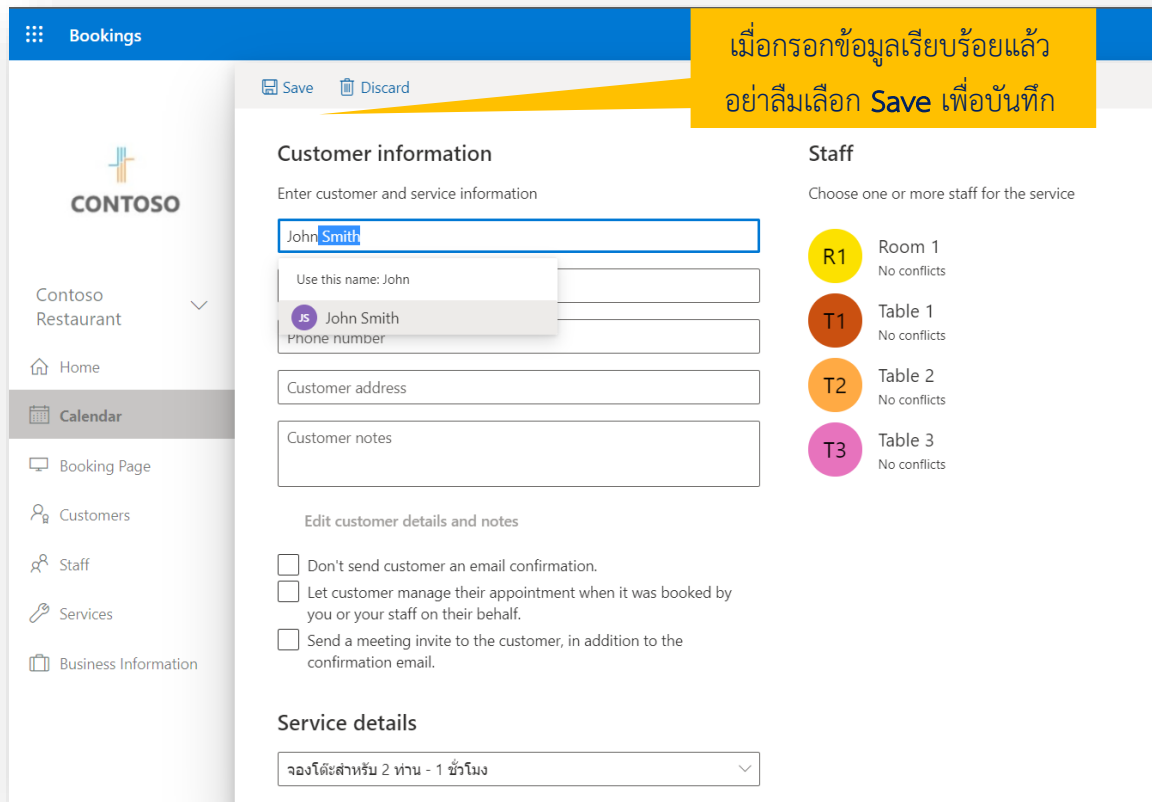 Bookings
เมื่อกรอกข้อมูลเรียบร้อยแล้ว
อย่าลืมเลือก Save เพื่อบันทึก
Save
Discard
CONTOSO
Contoso
Restaurant
Home
Calendar
Booking Page
Customers
Staff
Services
Business Information
Customer information
Enter customer and service information
John Smith
Use this name: John
JS John Smith
Phone number
Customer address
Customer notes
Edit customer details and notes
Don't send customer an email confirmation.
Let customer manage their appointment when it was booked by
you or your staff on their behalf.
Send a meeting invite to the customer, in addition to the
confirmation email.
Service details
จองโต๊ะสำหรับ 2 ท่าน - 1 ชั่วโมง
Staff
Choose one or more staff for the service
R1
Room 1
No conflicts
T1
Table 1
No conflicts
T2
Table 2
No conflicts
T3
Table 3
No conflicts